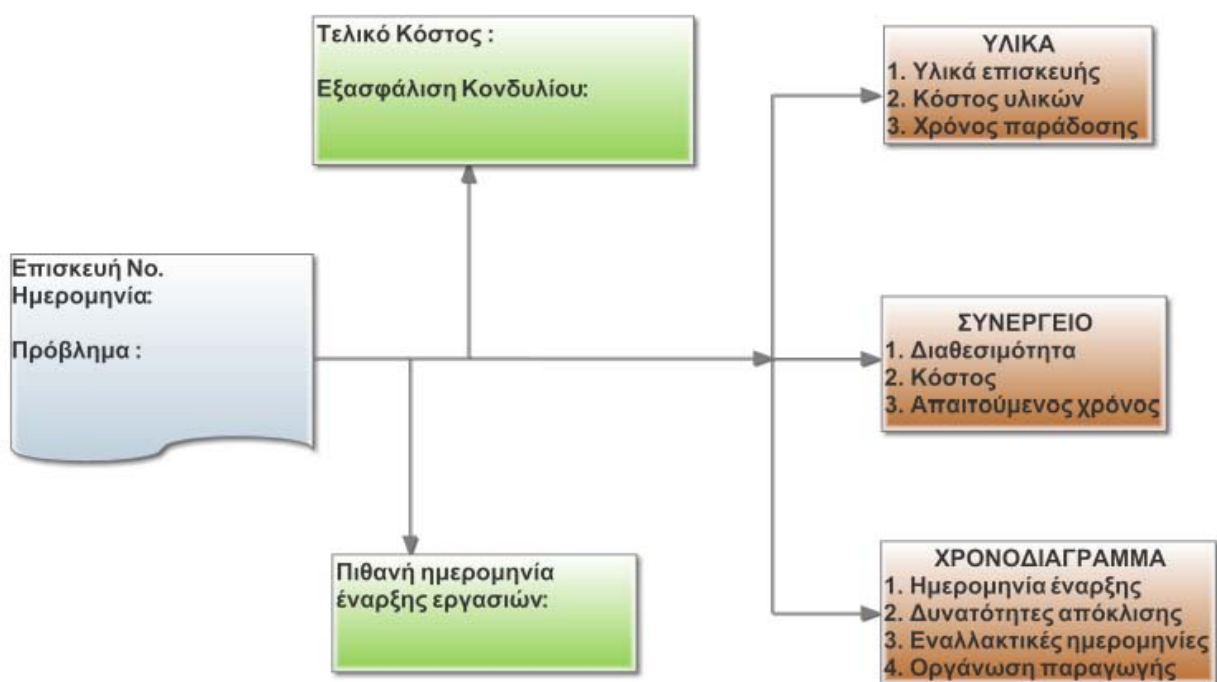 Τελικό Κόστος :
Εξασφάλιση Κονδυλίου:
ΥΛΙΚΑ
1. Υλικά επισκευής
2. Κόστος υλικών
3. Χρόνος παράδοσης
Επισκευή No.
Ημερομηνία:
Πρόβλημα :
ΣΥΝΕΡΓΕΙΟ
1. Διαθεσιμότητα
2. Κόστος
3. Απαιτούμενος χρόνος
Πιθανή ημερομηνία
έναρξης εργασιών:
ΧΡΟΝΟΔΙΑΓΡΑΜΜΑ
1. Ημερομηνία έναρξης
2. Δυνατότητες απόκλισης
3. Εναλλακτικές ημερομηνίες
4. Οργάνωση παραγωγής